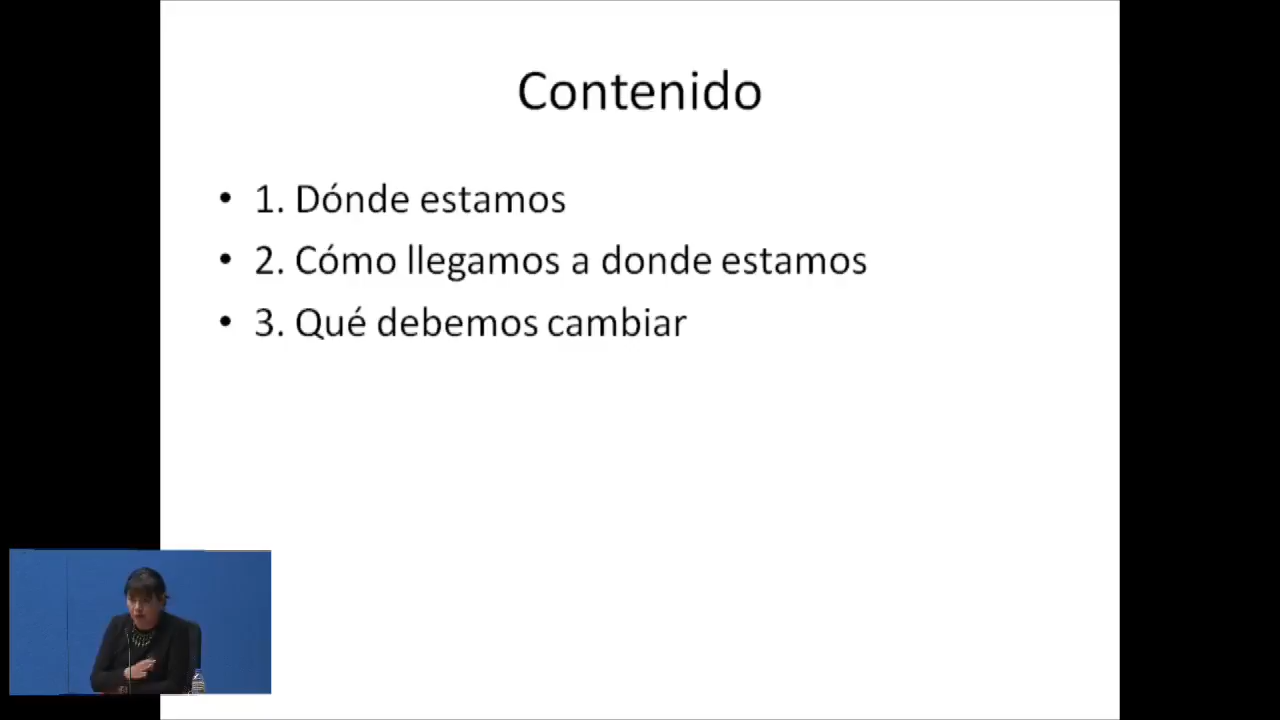 Contenido
• 1. Dónde estamos
• 2. Cómo llegamos a donde estamos
• 3. Qué debemos cambiar